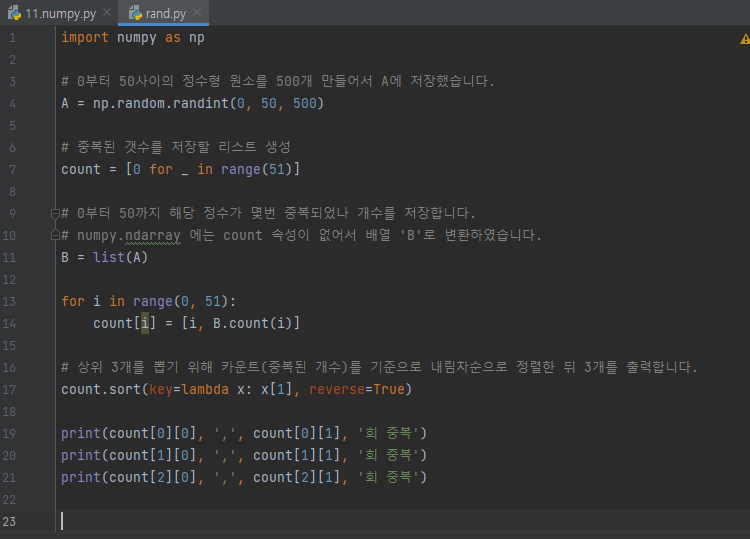 11.numpy.py
rand.py
1 import numpy as np
2
3 # 0부터 50사이의 정수형 원소를 500개 만들어서 A에 저장했습니다.
4 A = np.random.randint(0, 50, 500)
5
6 # 중복된 갯수를 저장할 리스트 생성
7 count = [0 for _ in range(51)]
8
9 # 0부터 50까지 해당 정수가 몇번 중복되었나 개수를 저장합니다.
10 # numpy.ndarray 에는 count 속성이 없어서 배열 'B'로 변환하였습니다.
11 B = list(A)
12
13 for i in range(0, 51):
14     count[i] = [i, B.count(i)]
15
16 # 상위 3개를 뽑기 위해 카운트(중복된 개수)를 기준으로 내림자순으로 정렬한 뒤 3개를 출력합니다.
17 count.sort(key=lambda x: x[1], reverse=True)
18
19 print(count[0][0], ',', count[0][1], '회 중복')
20 print(count[1][0], ',', count[1][1], '회 중복')
21 print(count[2][0], ',', count[2][1], '회 중복')
22
23